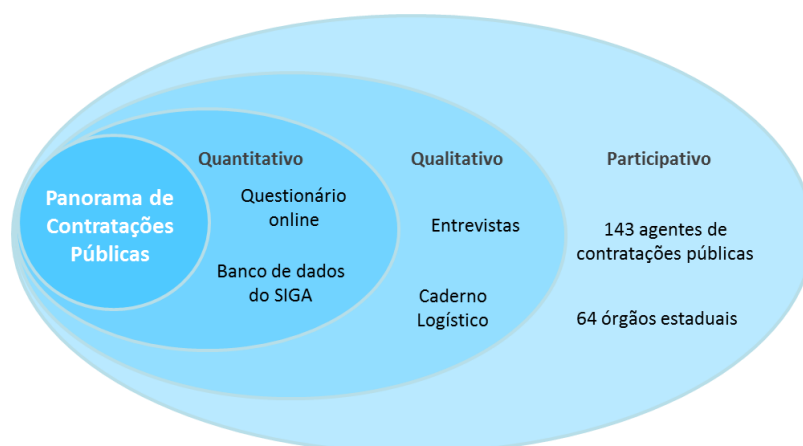 Panorama de
Contratações
Públicas
Quantitativo
Questionário
online
Banco de dados
do SIGA
Qualitativo
Entrevistas
Caderno
Logístico
Participativo
143 agentes de
contratações públicas
64 órgãos estaduais